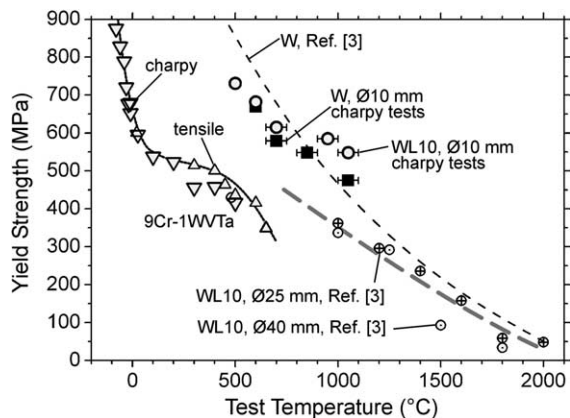 900
800
700
600
500
400
300
200
100
0
Yield Strength (MPa)
W, Ref. [3]
charpy
W, Ø10 mm
charpy tests
tensile
WL10, Ø10 mm
charpy tests
9Cr-1WVTa
WL10, Ø25 mm, Ref. [3]
WL10, Ø40 mm, Ref. [3]
0 500 1000 1500 2000
Test Temperature (°C)